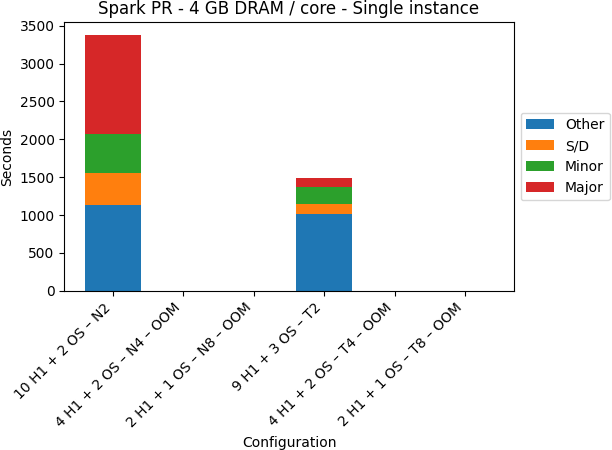 Spark PR - 4 GB DRAM / core - Single instance
3500
3000
2500
2000
1500
1000
500
0
Seconds
10 H1 + 2 OS – N2
4 H1 + 2 OS – N4 – OOM
2 H1 + 1 OS – N8 – OOM
9 H1 + 3 OS – T2
4 H1 + 2 OS – T4 – OOM
2 H1 + 1 OS – T8 – OOM
Configuration
Other
S/D
Minor
Major